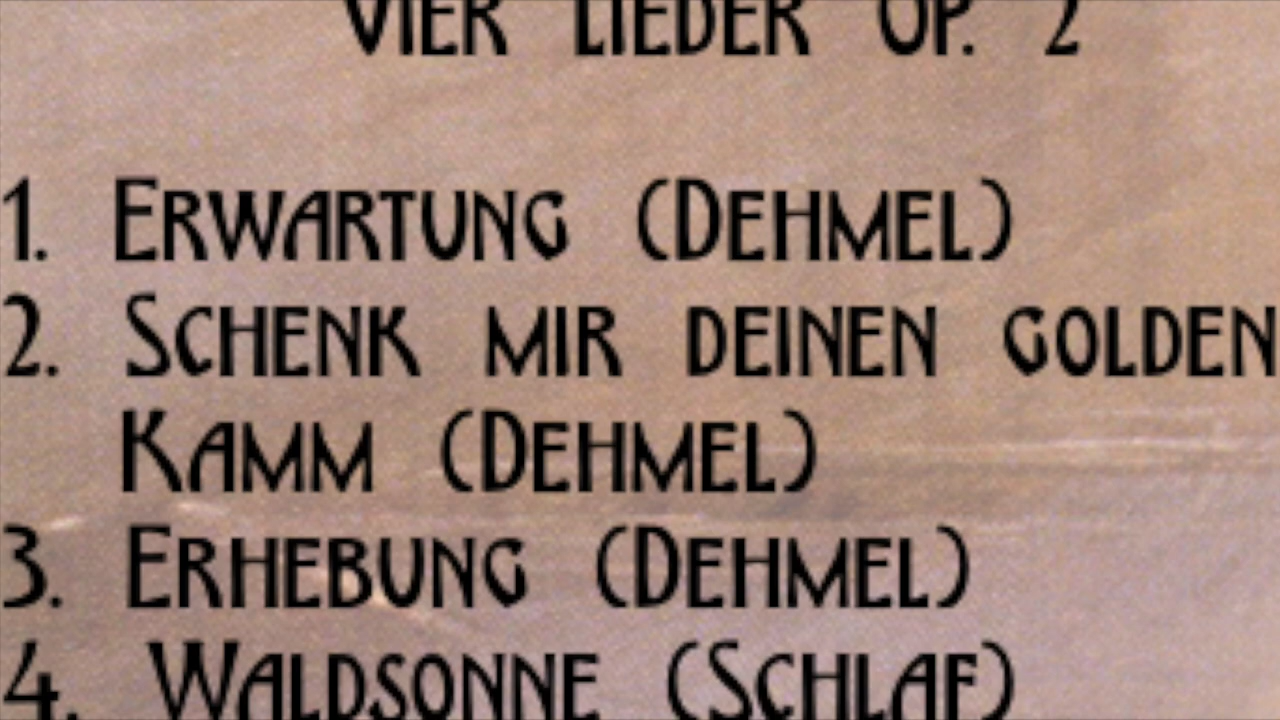 VIER LIEDER OP. 2
1. ERWARTUNG (DEHMEL)
2. SCHENK MIR DEINEN GOLDEN
KAMM (DEHMEL)
3. ERHEBUNG (DEHMEL)
4. WALDSONNE (SCHLAF)